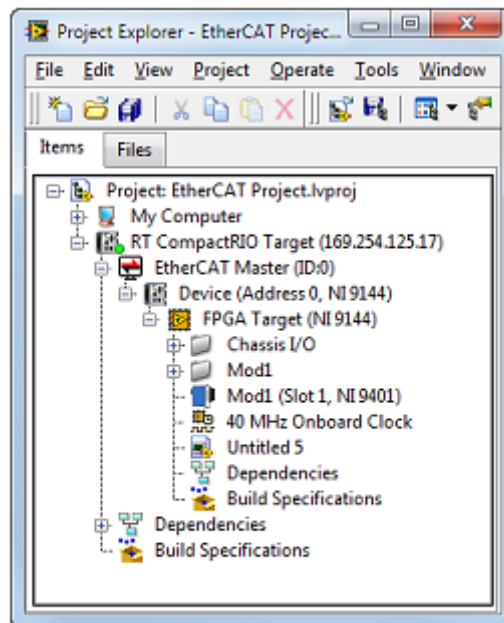 Project Explorer - EtherCAT Projec...
File Edit View Project Operate Tools Window
Items Files
Project: EtherCAT Project.lvproj
My Computer
RT CompactRIO Target (169.254.125.17)
EtherCAT Master (ID:0)
Device (Address 0, NI 9144)
FPGA Target (NI 9144)
Chassis I/O
Mod1
Mod1 (Slot 1, NI 9401)
40 MHz Onboard Clock
Untitled 5
Dependencies
Build Specifications
Dependencies
Build Specifications